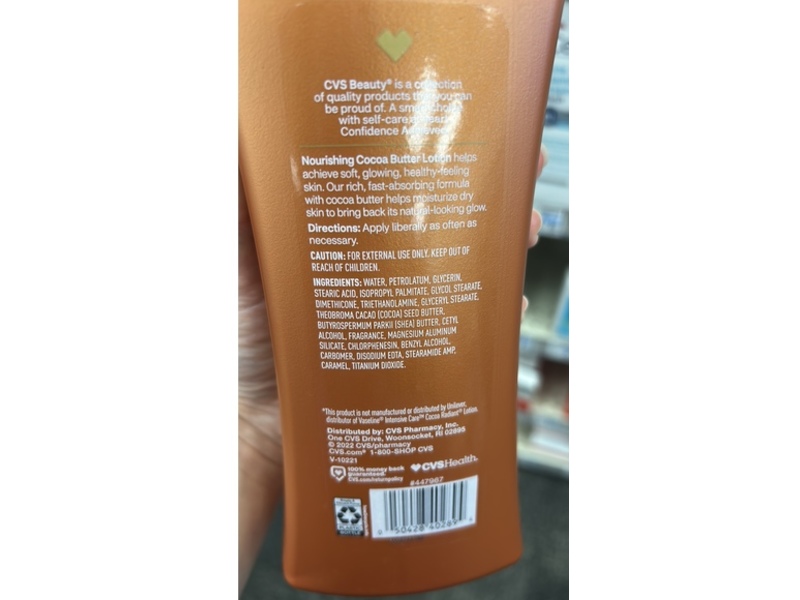 CVS Beauty® is a collection
of quality products that you can
be proud of. A smart choice
with self-care
Confidence
Nourishing Cocoa Butter Lotion helps
achieve soft, glowing, healthy-feeling
skin. Our rich, fast-absorbing formula
with cocoa butter helps moisturize dry
skin to bring back its natural-looking glow.
Directions: Apply liberally as often as
necessary.
CAUTION: FOR EXTERNAL USE ONLY. KEEP OUT OF
REACH OF CHILDREN.
INGREDIENTS: WATER, PETROLATUM, GLYCERIN,
STEARIC ACID, ISOPROPYL PALMITATE, GLYCOL STEARATE,
DIMETHICONE, TRIETHANOLAMINE, GLYCERYL STEARATE,
THEOBROMA CACAO (COCOA) SEED BUTTER,
BUTYROSPERMUM PARKII (SHEA) BUTTER, CETYL
ALCOHOL, FRAGRANCE, MAGNESIUM ALUMINUM
SILICATE, CHLORPHENESIN, BENZYL ALCOHOL,
CARBOMER, DISODIUM EDTA, STEARAMIDE AMP,
CARAMEL, TITANIUM DIOXIDE.
*This product is not manufactured or distributed by Unilever,
distributor of Vaseline® Intensive Care™ Cocoa Radiant® Lotion.
Distributed by: CVS Pharmacy, Inc.
One CVS Drive, Woonsocket, RI 02895
© 2022 CVS/pharmacy
CVS.com® 1-800-SHOP CVS
V-10221
100% money back
guaranteed.
CVS.com/returnpolicy
CVSHealth.
#447967
0 50428 40289